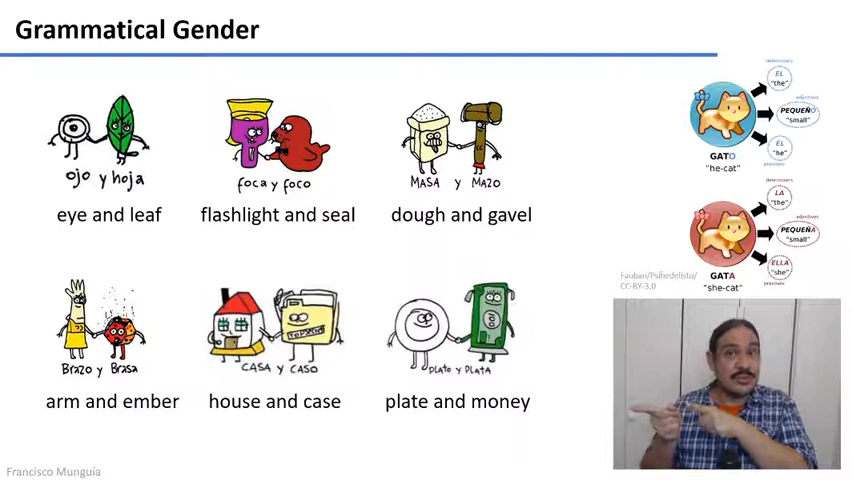 Grammatical Gender
ojo y hoja
eye and leaf
foca y foco
flashlight and seal
MASA y MAZO
dough and gavel
BRAZO y BRASA
arm and ember
CASA y CASO
house and case
PLATO y PLATA
plate and money
determiners
EL
"the"
adjectives
PEQUEÑO
"small"
ÉL
"he"
pronouns
GATO
"he-cat"
determiners
LA
"the"
adjectives
PEQUEÑA
"small"
ELLA
"she"
pronouns
GATA
"she-cat"
CC-BY-3.0
Francisco Munguía